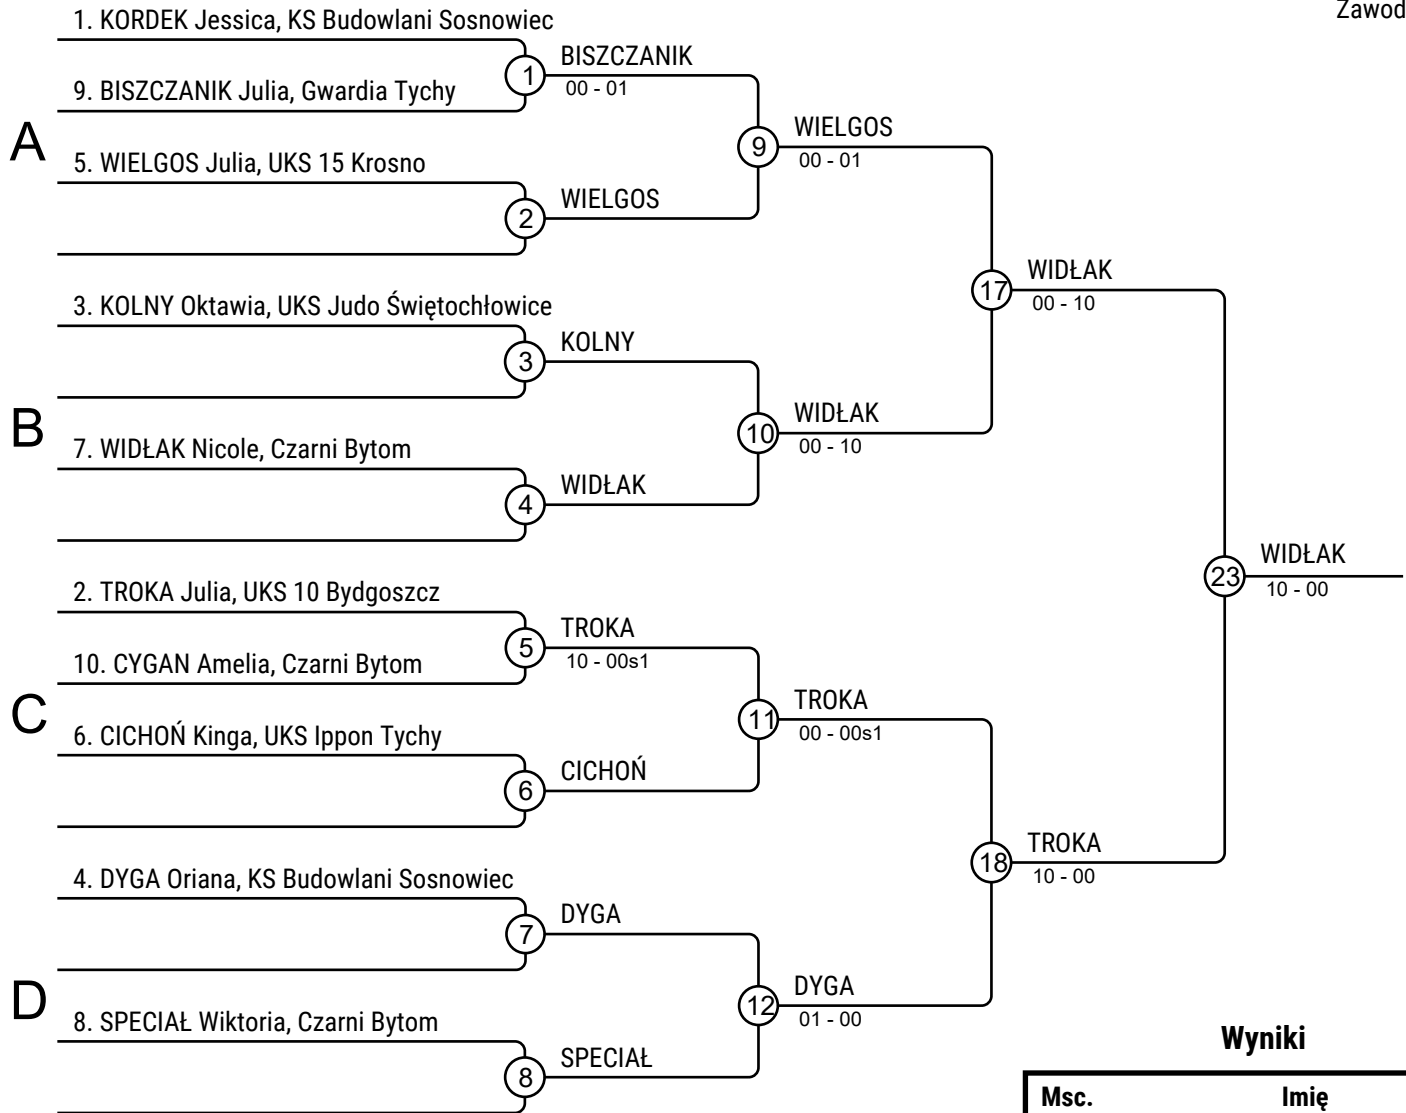 Zawod
1. KORDEK Jessica, KS Budowlani Sosnowiec
1
BISZCZANIK
00 - 01
9. BISZCZANIK Julia, Gwardia Tychy
A
9
WIELGOS
00 - 01
5. WIELGOS Julia, UKS 15 Krosno
2
WIELGOS
17
WIDŁAK
00 - 10
3. KOLNY Oktawia, UKS Judo Świętochłowice
3
KOLNY
B
10
WIDŁAK
00 - 10
7. WIDŁAK Nicole, Czarni Bytom
4
WIDŁAK
23
WIDŁAK
10 - 00
2. TROKA Julia, UKS 10 Bydgoszcz
5
TROKA
10 - 00s1
10. CYGAN Amelia, Czarni Bytom
C
11
TROKA
00 - 00s1
6. CICHOŃ Kinga, UKS Ippon Tychy
6
CICHOŃ
18
TROKA
10 - 00
4. DYGA Oriana, KS Budowlani Sosnowiec
7
DYGA
D
12
DYGA
01 - 00
8. SPECIAŁ Wiktoria, Czarni Bytom
8
SPECIAŁ
Wyniki
Msc. Imię